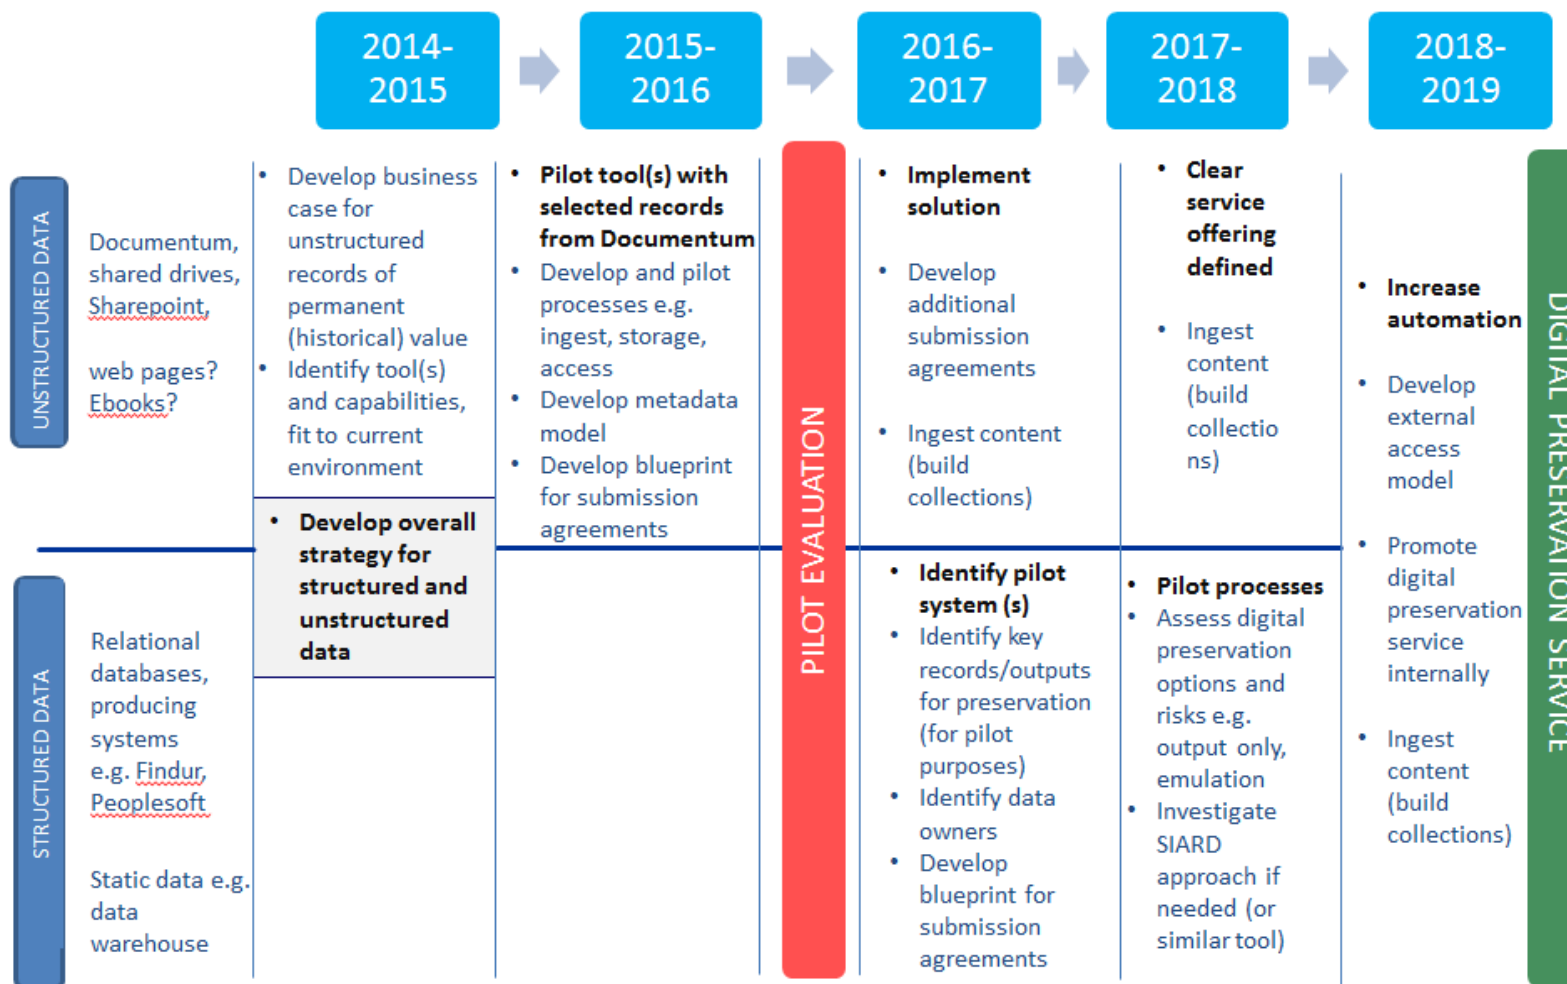 2014-
2015
2015-
2016
2016-
2017
2017-
2018
2018-
2019
UNSTRUCTURED DATA
Documentum,
shared drives,
Sharepoint,
web pages?
Ebooks?
• Develop business
case for
unstructured
records of
permanent
(historical) value
• Identify tool(s)
and capabilities,
fit to current
environment
• Develop overall
strategy for
structured and
unstructured
data
• Pilot tool(s) with
selected records
from Documentum
• Develop and pilot
processes e.g.
ingest, storage,
access
• Develop metadata
model
• Develop blueprint
for submission
agreements
PILOT EVALUATION
• Implement
solution
• Develop
additional
submission
agreements
• Ingest content
(build
collections)
• Clear
service
offering
defined
• Ingest
content
(build
collectio
ns)
• Increase
automation
• Develop
external
access
model
• Promote
digital
preservation
service
internally
• Ingest
content
(build
collections)
DIGITAL PRESERVATION SERVICE
STRUCTURED DATA
Relational
databases,
producing
systems
e.g. Findur,
Peoplesoft
Static data e.g.
data
warehouse
• Identify pilot
system (s)
• Identify key
records/outputs
for preservation
(for pilot
purposes)
• Identify data
owners
• Develop
blueprint for
submission
agreements
• Pilot processes
• Assess digital
preservation
options and
risks e.g.
output only,
emulation
• Investigate
SIARD
approach if
needed (or
similar tool)